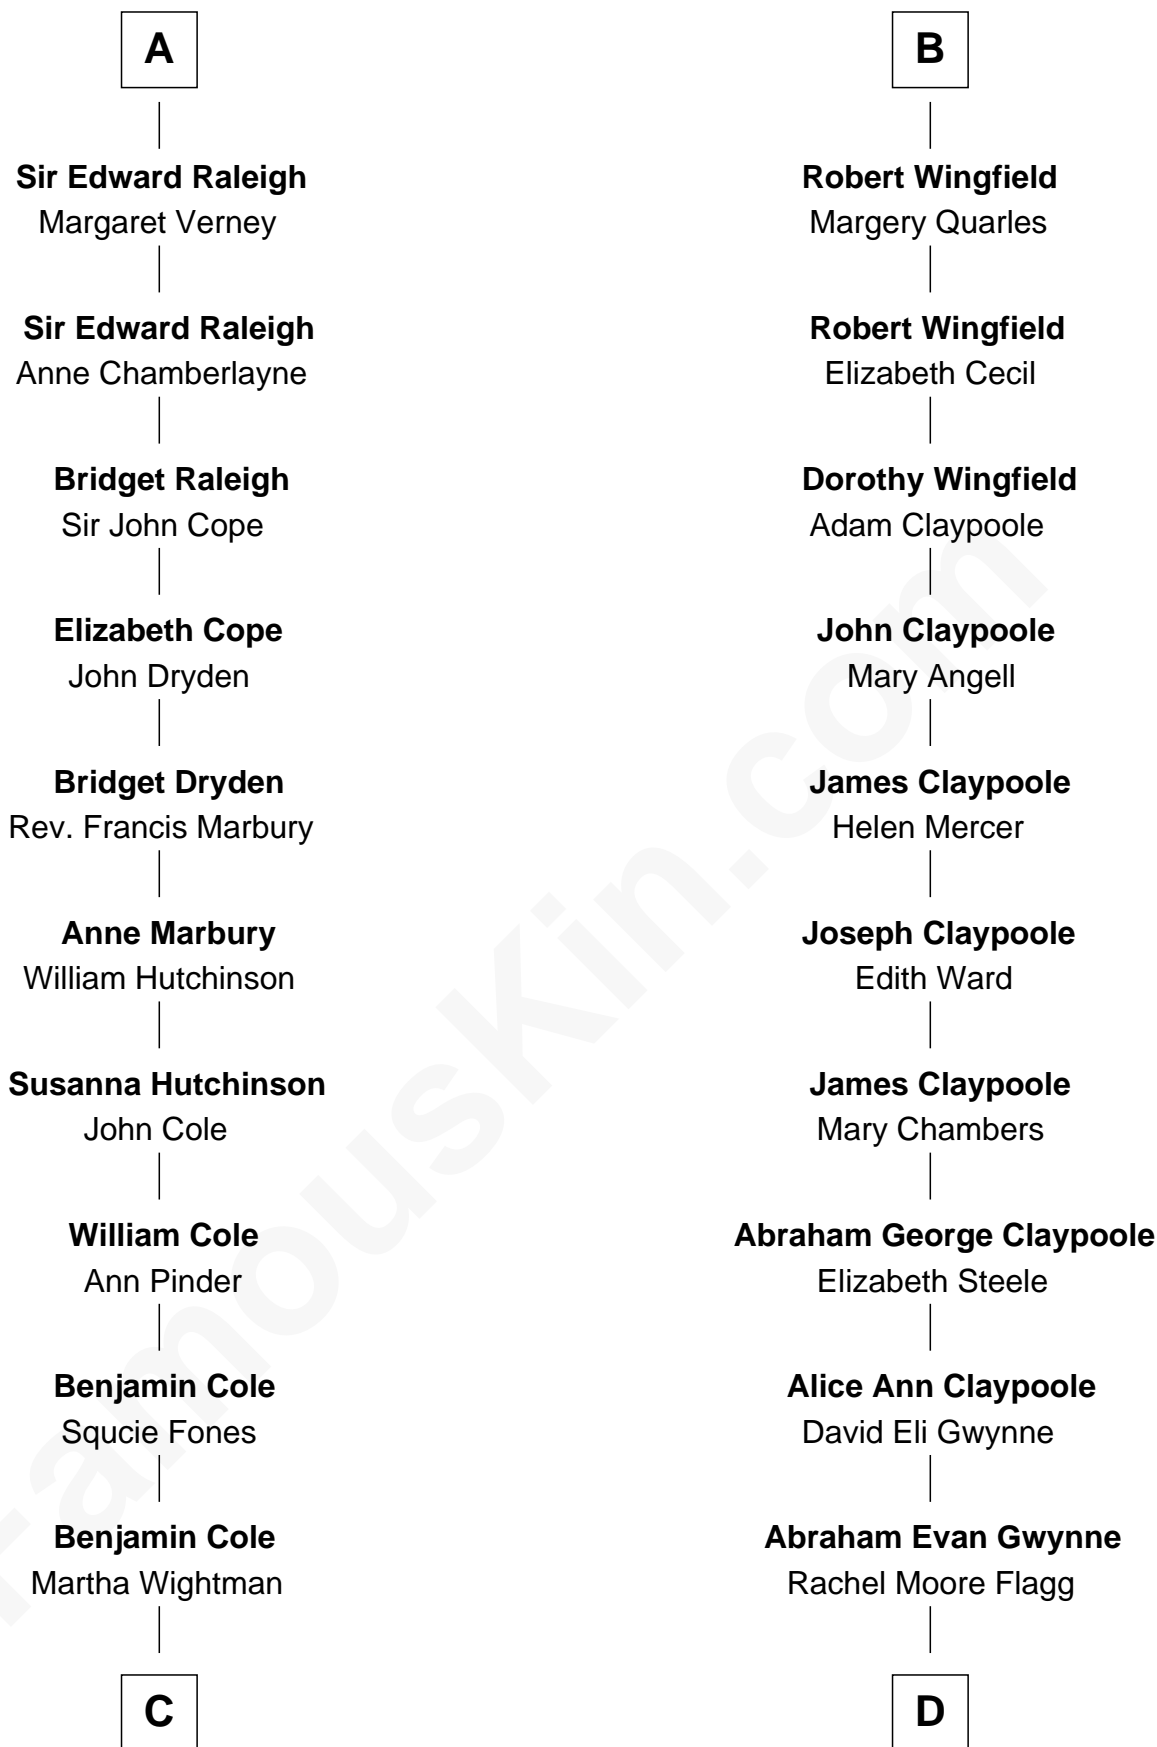 A
Sir Edward Raleigh
Margaret Verney
Sir Edward Raleigh
Anne Chamberlayne
Bridget Raleigh
Sir John Cope
Elizabeth Cope
John Dryden
Bridget Dryden
Rev. Francis Marbury
Anne Marbury
William Hutchinson
Susanna Hutchinson
John Cole
William Cole
Ann Pinder
Benjamin Cole
Squcie Fones
Benjamin Cole
Martha Wightman
C
B
Robert Wingfield
Margery Quarles
Robert Wingfield
Elizabeth Cecil
Dorothy Wingfield
Adam Claypoole
John Claypoole
Mary Angell
James Claypoole
Helen Mercer
Joseph Claypoole
Edith Ward
James Claypoole
Mary Chambers
Abraham George Claypoole
Elizabeth Steele
Alice Ann Claypoole
David Eli Gwynne
Abraham Evan Gwynne
Rachel Moore Flagg
D
FamousKin.com